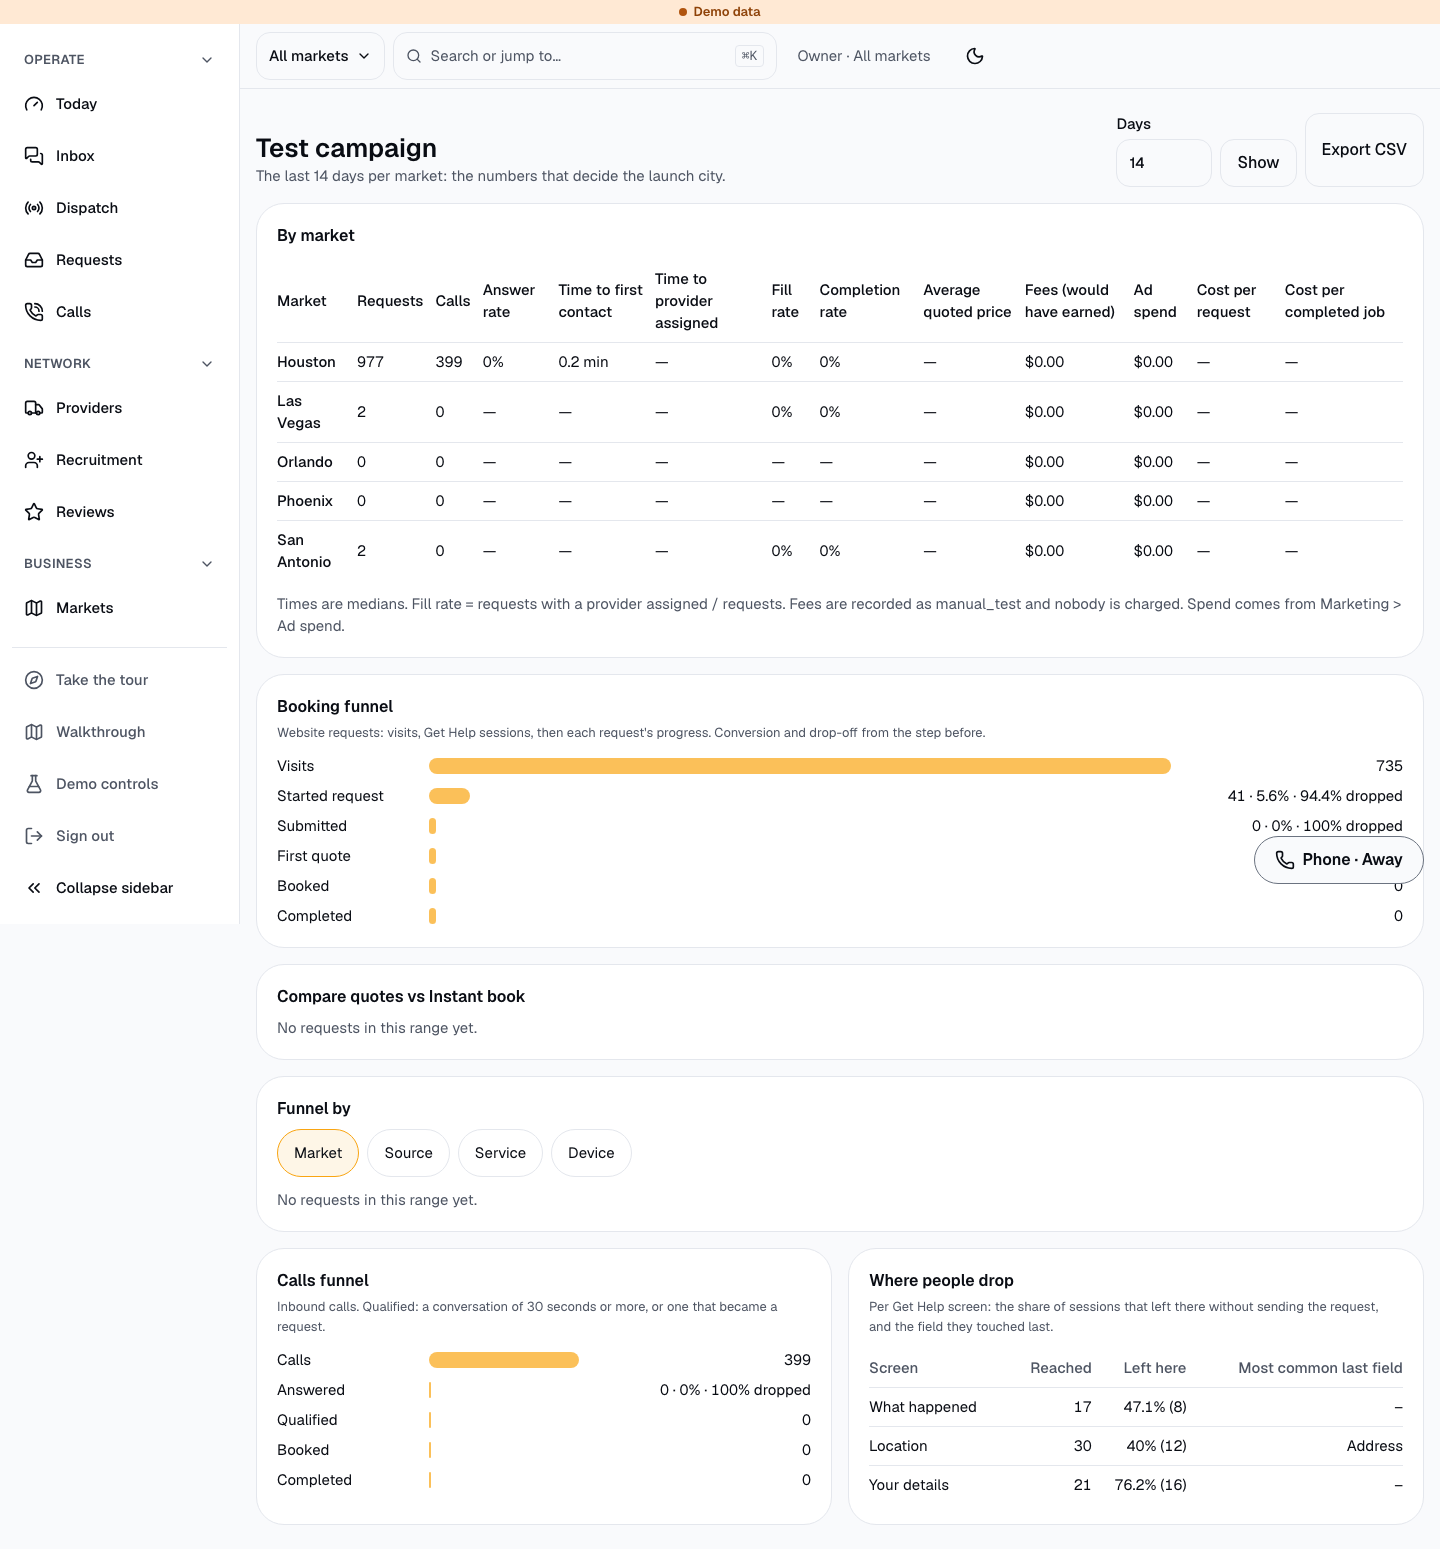 Demo data
OPERATE
Today
Inbox
Dispatch
Requests
Calls
NETWORK
Providers
Recruitment
Reviews
BUSINESS
Markets
Take the tour
Walkthrough
Demo controls
Sign out
Collapse sidebar
All markets
Search or jump to...
⌘K
Owner · All markets
Test campaign
The last 14 days per market: the numbers that decide the launch city.
Days
14
Show
Export CSV
By market
Market Requests Calls Answer rate Time to first contact Time to provider assigned Fill rate Completion rate Average quoted price Fees (would have earned) Ad spend Cost per request Cost per completed job
Houston 977 399 0% 0.2 min — 0% 0% — $0.00 $0.00 — —
Las Vegas 2 0 — — — 0% 0% — $0.00 $0.00 — —
Orlando 0 0 — — — — — — $0.00 $0.00 — —
Phoenix 0 0 — — — — — — $0.00 $0.00 — —
San Antonio 2 0 — — — 0% 0% — $0.00 $0.00 — —
Times are medians. Fill rate = requests with a provider assigned / requests. Fees are recorded as manual_test and nobody is charged. Spend comes from Marketing >
Ad spend.
Booking funnel
Website requests: visits, Get Help sessions, then each request's progress. Conversion and drop-off from the step before.
Visits 735
Started request 41 · 5.6% · 94.4% dropped
Submitted 0 · 0% · 100% dropped
First quote
Phone · Away
Booked 0
Completed 0
Compare quotes vs Instant book
No requests in this range yet.
Funnel by
Market Source Service Device
No requests in this range yet.
Calls funnel
Inbound calls. Qualified: a conversation of 30 seconds or more, or one that became a
request.
Calls 399
Answered 0 · 0% · 100% dropped
Qualified 0
Booked 0
Completed 0
Where people drop
Per Get Help screen: the share of sessions that left there without sending the request,
and the field they touched last.
Screen Reached Left here Most common last field
What happened 17 47.1% (8) –
Location 30 40% (12) Address
Your details 21 76.2% (16) –